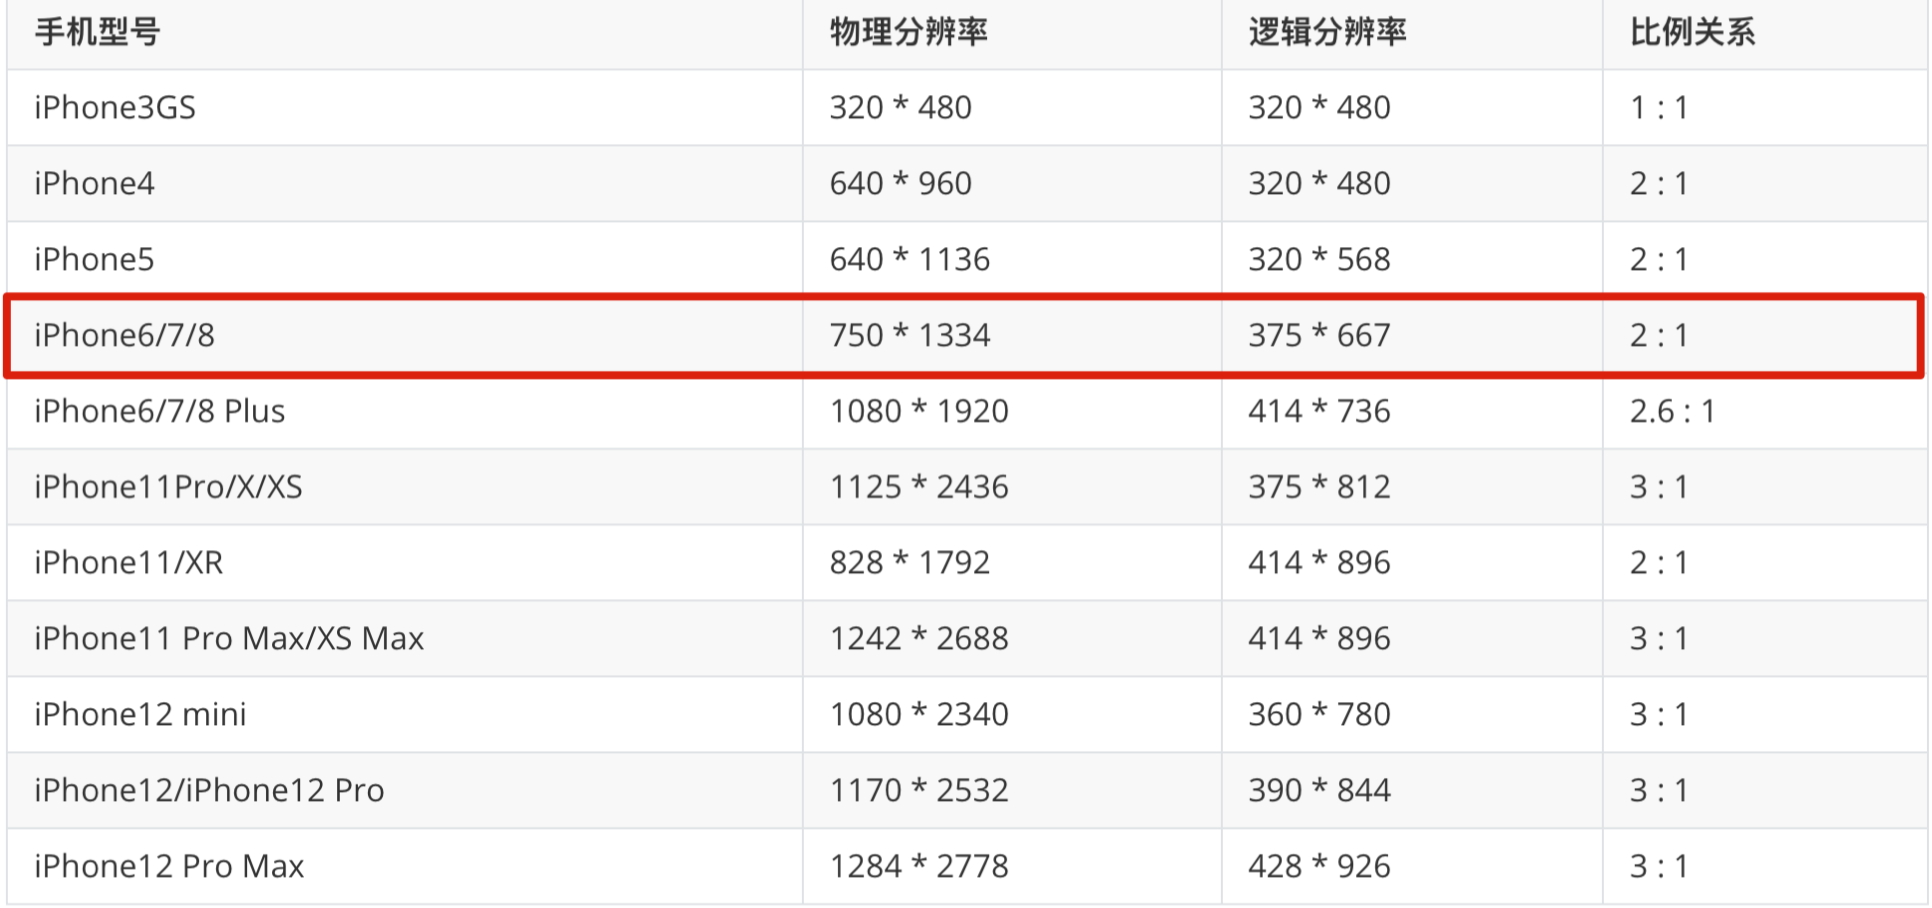 手机型号 物理分辨率 逻辑分辨率 比例关系
iPhone3GS 320 * 480 320 * 480 1 : 1
iPhone4 640 * 960 320 * 480 2 : 1
iPhone5 640 * 1136 320 * 568 2 : 1
iPhone6/7/8 750 * 1334 375 * 667 2 : 1
iPhone6/7/8 Plus 1080 * 1920 414 * 736 2.6 : 1
iPhone11Pro/X/XS 1125 * 2436 375 * 812 3 : 1
iPhone11/XR 828 * 1792 414 * 896 2 : 1
iPhone11 Pro Max/XS Max 1242 * 2688 414 * 896 3 : 1
iPhone12 mini 1080 * 2340 360 * 780 3 : 1
iPhone12/iPhone12 Pro 1170 * 2532 390 * 844 3 : 1
iPhone12 Pro Max 1284 * 2778 428 * 926 3 : 1